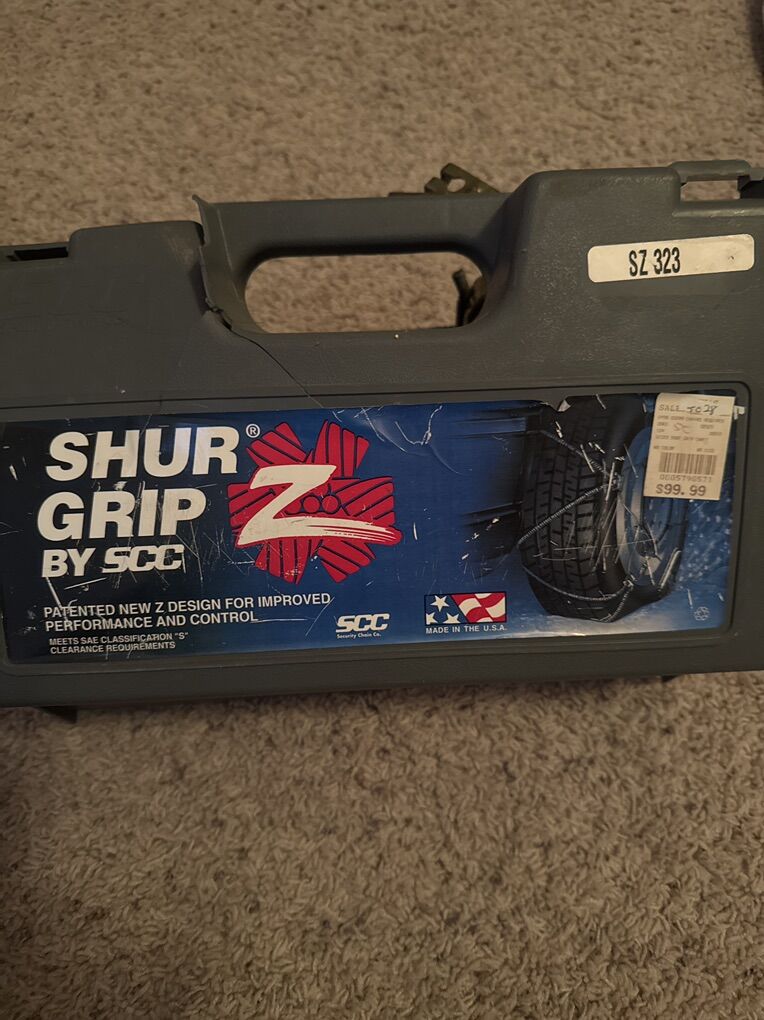 SZ 323
SHUR®
GRIP
BY SCC
Z
PATENTED NEW Z DESIGN FOR IMPROVED
PERFORMANCE AND CONTROL
MEETS SAE CLASSIFICATION "S"
CLEARANCE REQUIREMENTS
SCC
Security Chain Co.
MADE IN THE U.S.A.
SALE
0005790571
$99.99